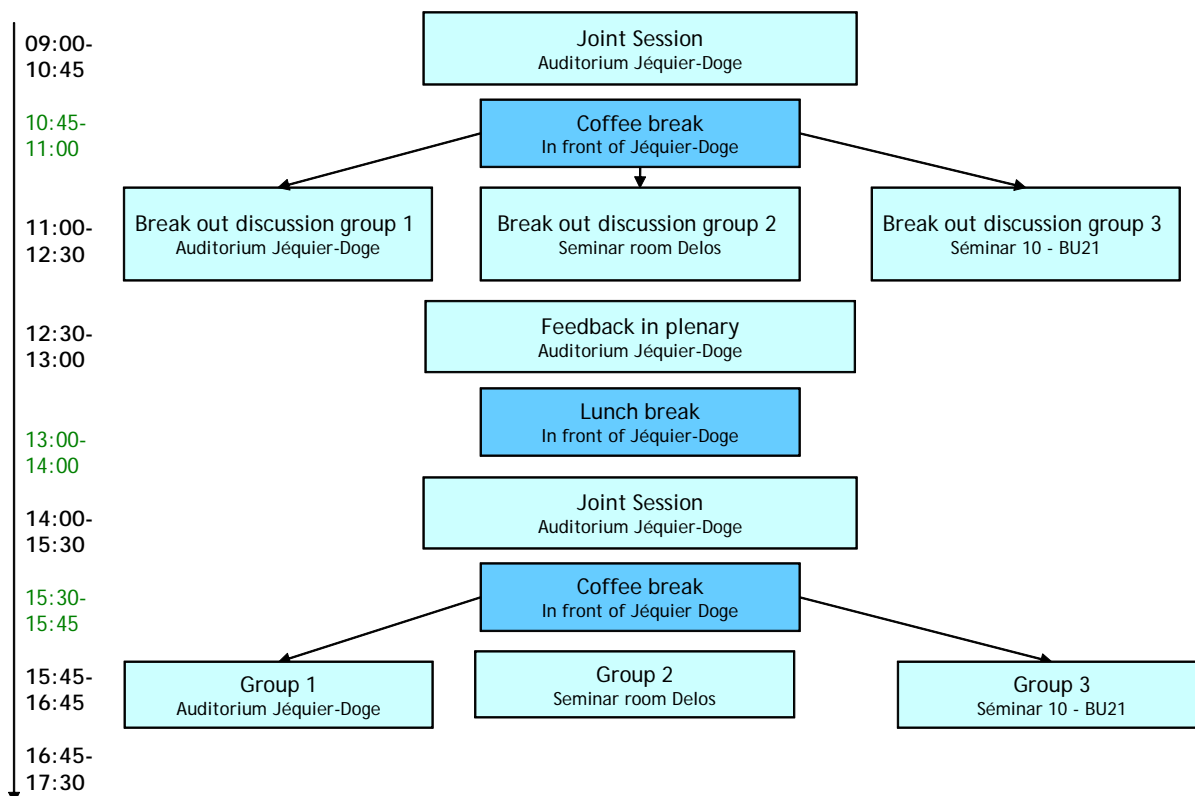 09:00-
10:45
Joint Session
Auditorium Jéquier-Doge
10:45-
11:00
Coffee break
In front of Jéquier-Doge
11:00-
12:30
Break out discussion group 1
Auditorium Jéquier-Doge
Break out discussion group 2
Seminar room Delos
Break out discussion group 3
Séminar 10 - BU21
12:30-
13:00
Feedback in plenary
Auditorium Jéquier-Doge
13:00-
14:00
Lunch break
In front of Jéquier-Doge
14:00-
15:30
Joint Session
Auditorium Jéquier-Doge
15:30-
15:45
Coffee break
In front of Jéquier Doge
15:45-
16:45
Group 1
Auditorium Jéquier-Doge
Group 2
Seminar room Delos
Group 3
Séminar 10 - BU21
16:45-
17:30